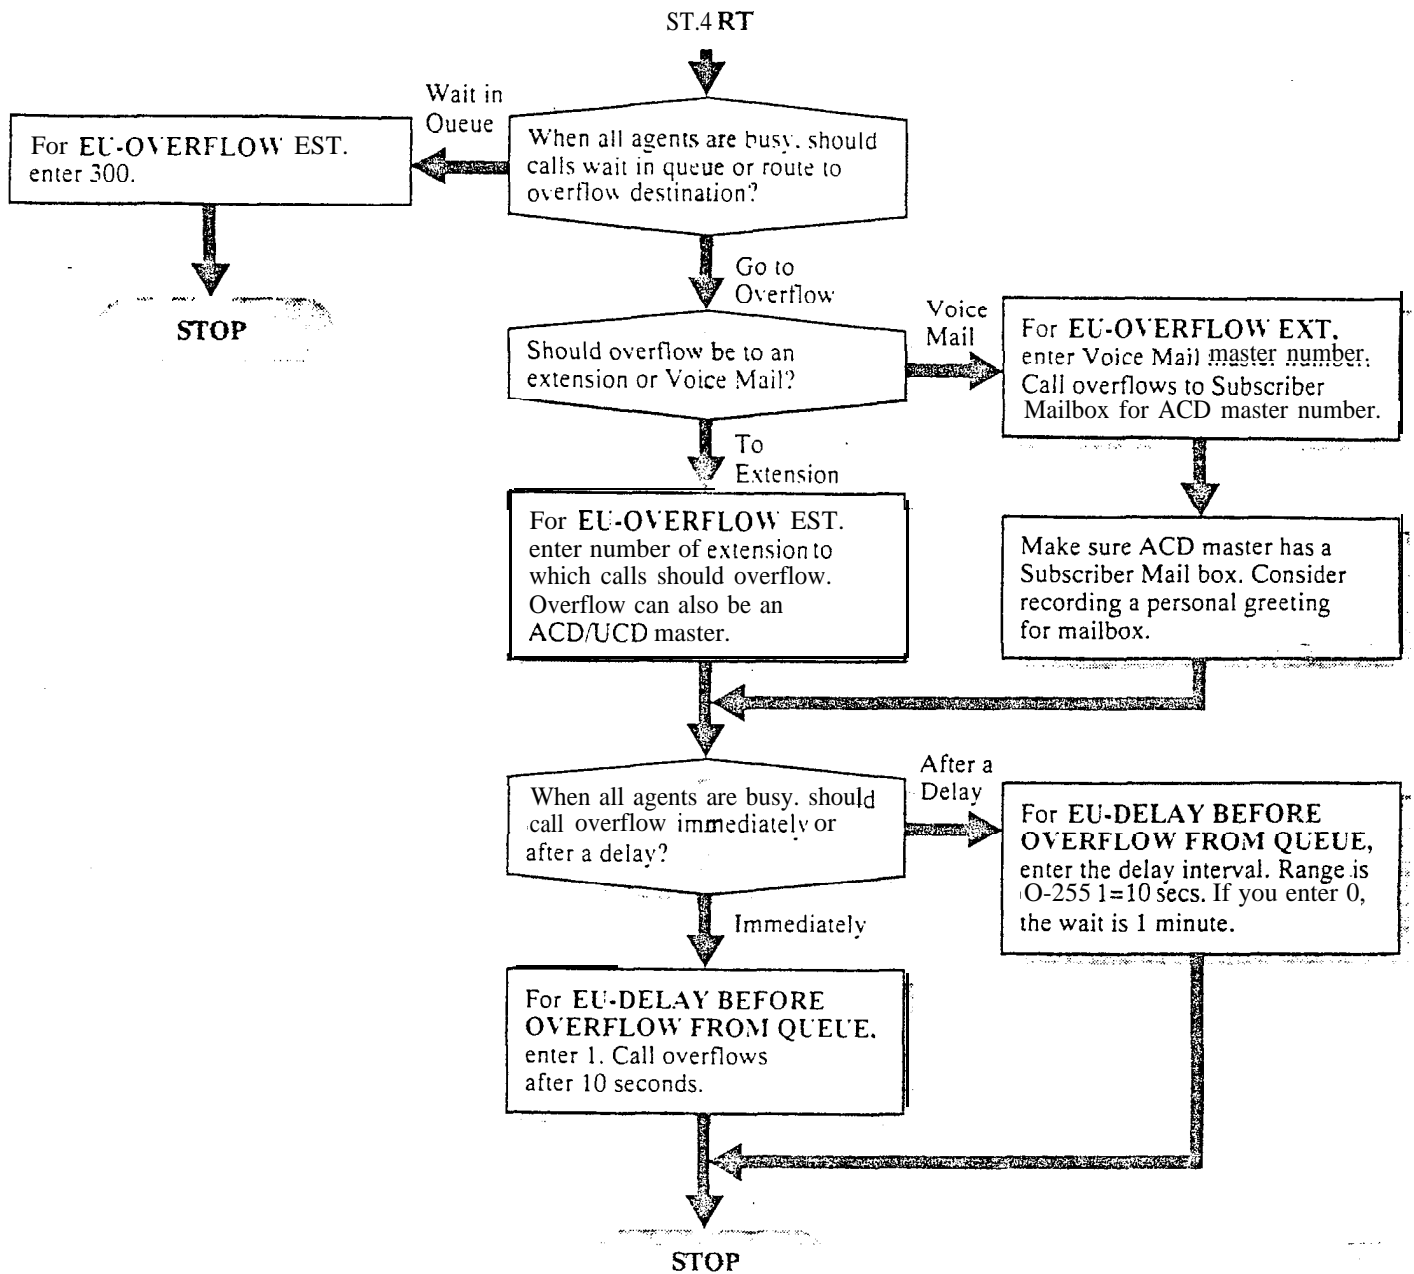 ST.4 RT
Wait in
Queue
When all agents are busy. should
calls wait in queue or route to
overflow destination?
For EU-OVERFLOW EST.
enter 300.
STOP
Go to
Overflow
Should overflow be to an
extension or Voice Mail?
Voice
Mail
For EU-OVERFLOW EXT.
enter Voice Mail master number.
Call overflows to Subscriber
Mailbox for ACD master number.
To
Extension
For EU-OVERFLOW EST.
enter number of extension to
which calls should overflow.
Overflow can also be an
ACD/UCD master.
Make sure ACD master has a
Subscriber Mail box. Consider
recording a personal greeting
for mailbox.
When all agents are busy. should
call overflow immediately or
after a delay?
After a
Delay
For EU-DELAY BEFORE
OVERFLOW FROM QUEUE,
enter the delay interval. Range is
O-255 1=10 secs. If you enter 0,
the wait is 1 minute.
Immediately
For EU-DELAY BEFORE
OVERFLOW FROM QUEUE.
enter 1. Call overflows
after 10 seconds.
STOP